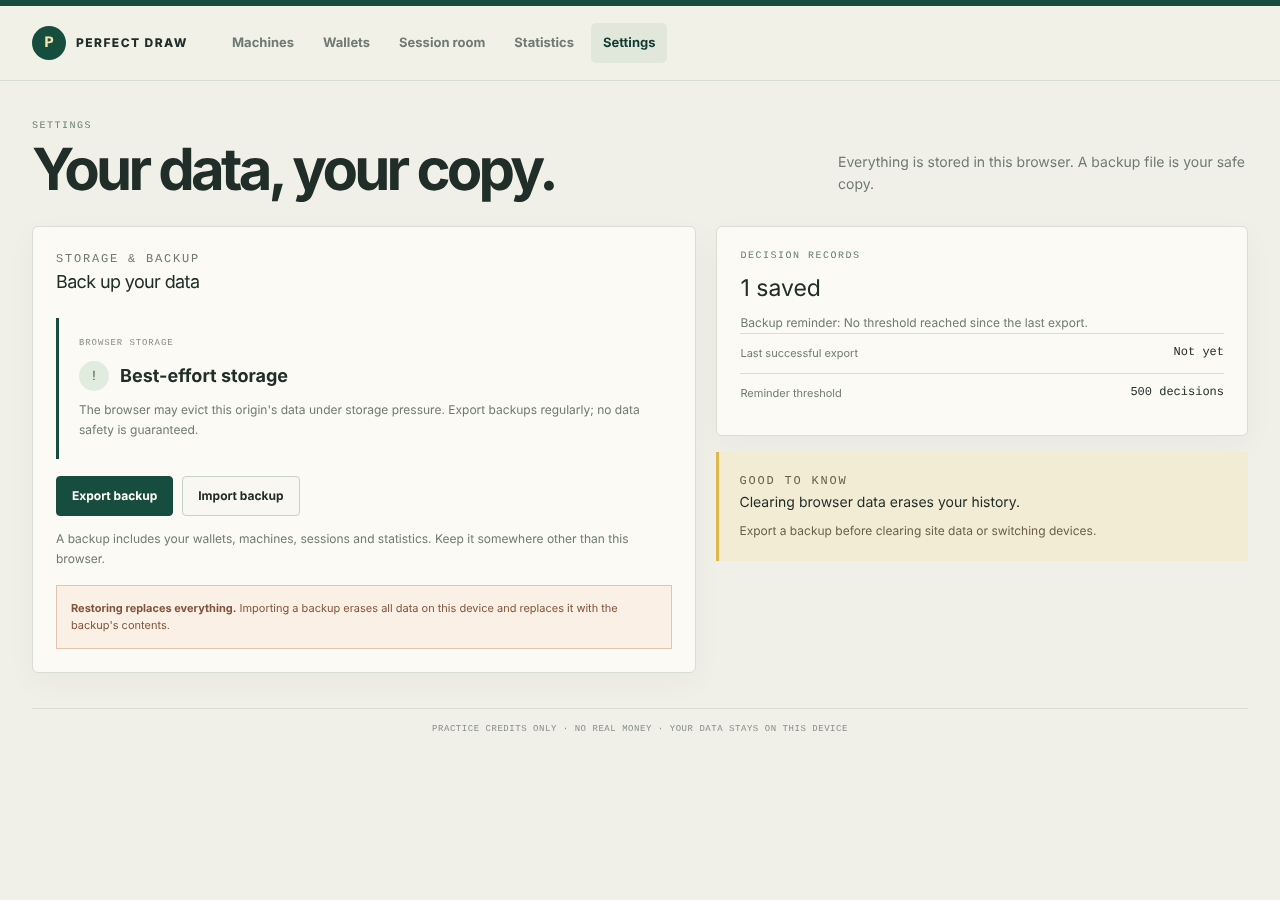 P PERFECT DRAW Machines Wallets Session room Statistics Settings
SETTINGS
Your data, your copy.
Everything is stored in this browser. A backup file is your safe
copy.
STORAGE & BACKUP
Back up your data
BROWSER STORAGE
! Best-effort storage
The browser may evict this origin's data under storage pressure. Export backups regularly; no data
safety is guaranteed.
Export backup Import backup
A backup includes your wallets, machines, sessions and statistics. Keep it somewhere other than this
browser.
Restoring replaces everything. Importing a backup erases all data on this device and replaces it with the
backup's contents.
DECISION RECORDS
1 saved
Backup reminder: No threshold reached since the last export.
Last successful export Not yet
Reminder threshold 500 decisions
GOOD TO KNOW
Clearing browser data erases your history.
Export a backup before clearing site data or switching devices.
PRACTICE CREDITS ONLY · NO REAL MONEY · YOUR DATA STAYS ON THIS DEVICE